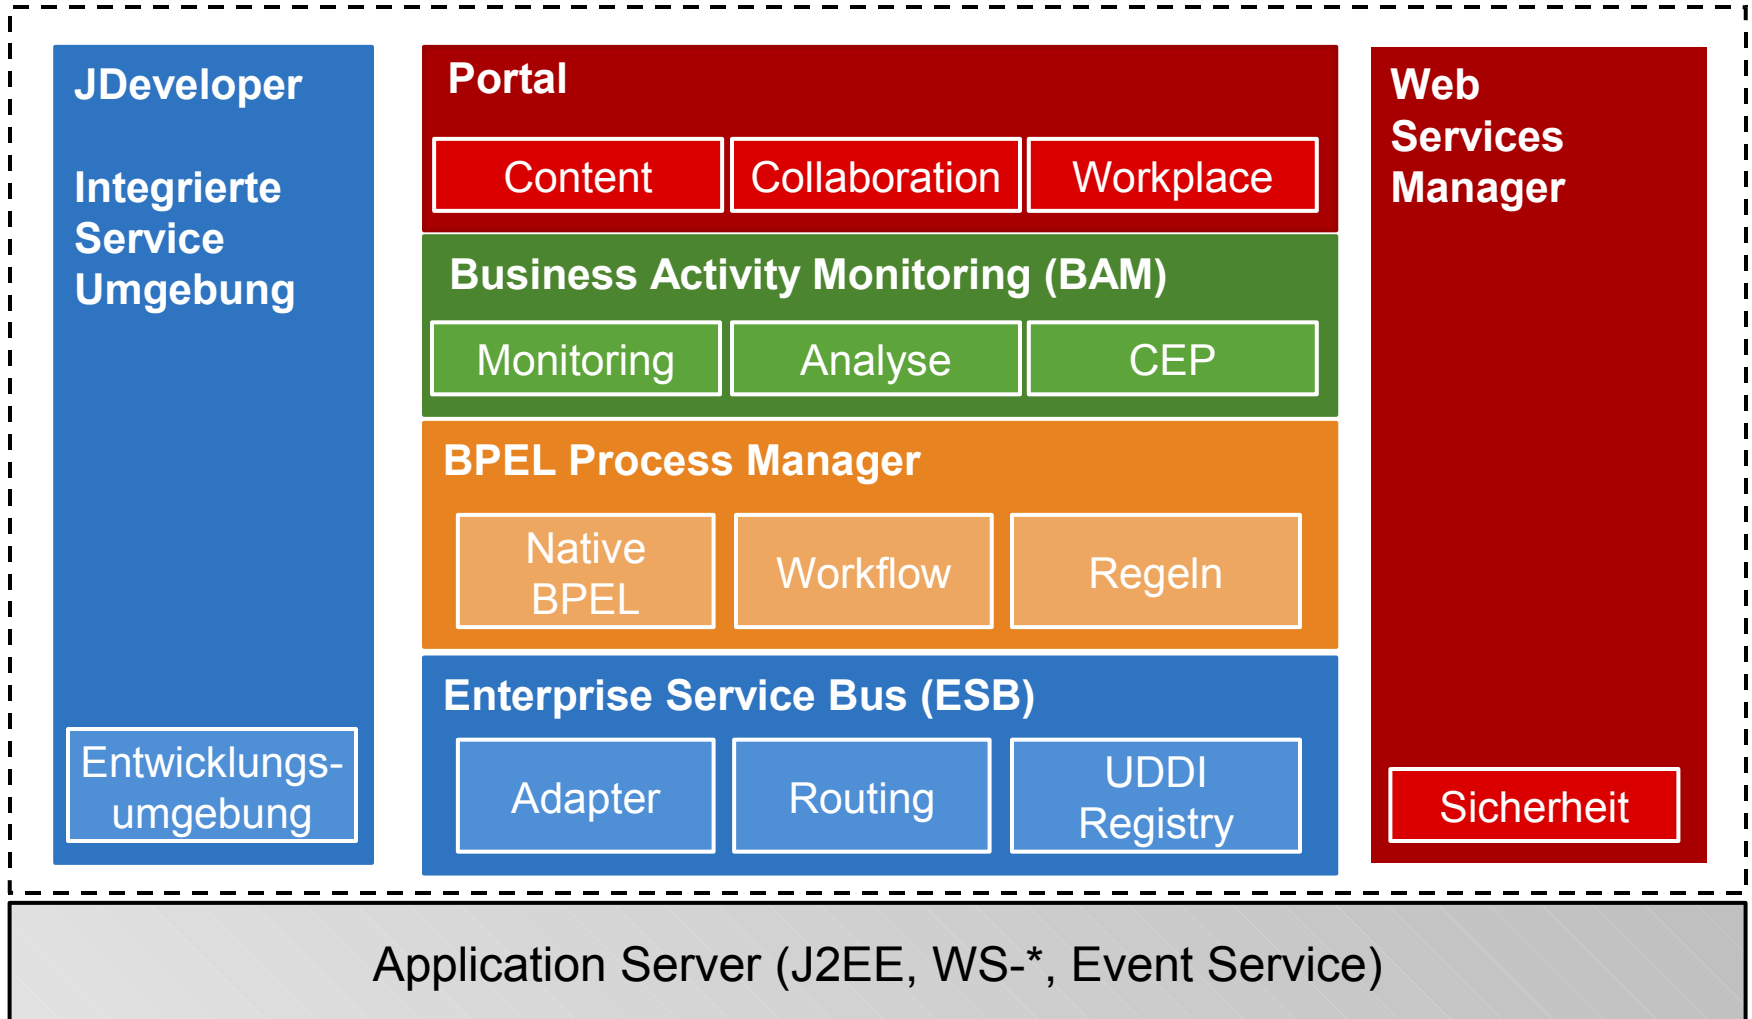 JDeveloper
Integrierte
Service
Umgebung
Entwicklungs-
umgebung
Portal
Content
Collaboration
Workplace
Business Activity Monitoring (BAM)
Monitoring
Analyse
CEP
BPEL Process Manager
Native
BPEL
Workflow
Regeln
Enterprise Service Bus (ESB)
Adapter
Routing
UDDI
Registry
Web
Services
Manager
Sicherheit
Application Server (J2EE, WS-*, Event Service)